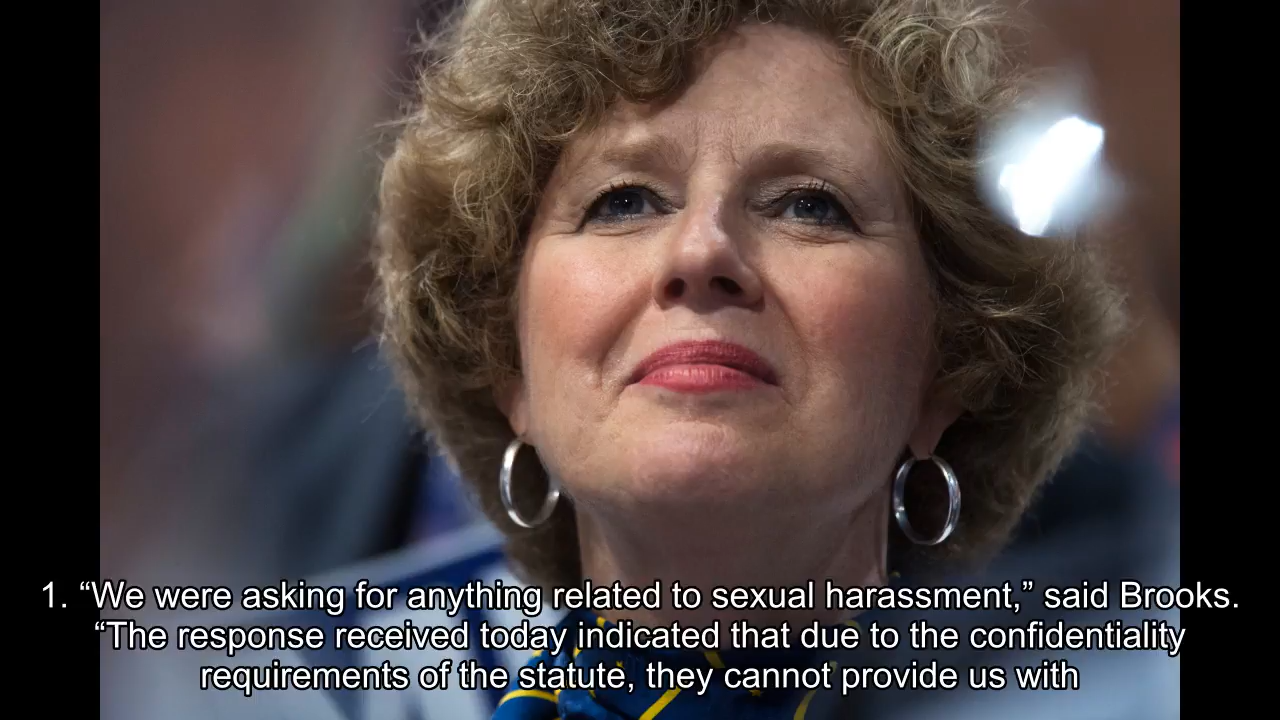 1. “We were asking for anything related to sexual harassment,” said Brooks.
“The response received today indicated that due to the confidentiality
requirements of the statute, they cannot provide us with